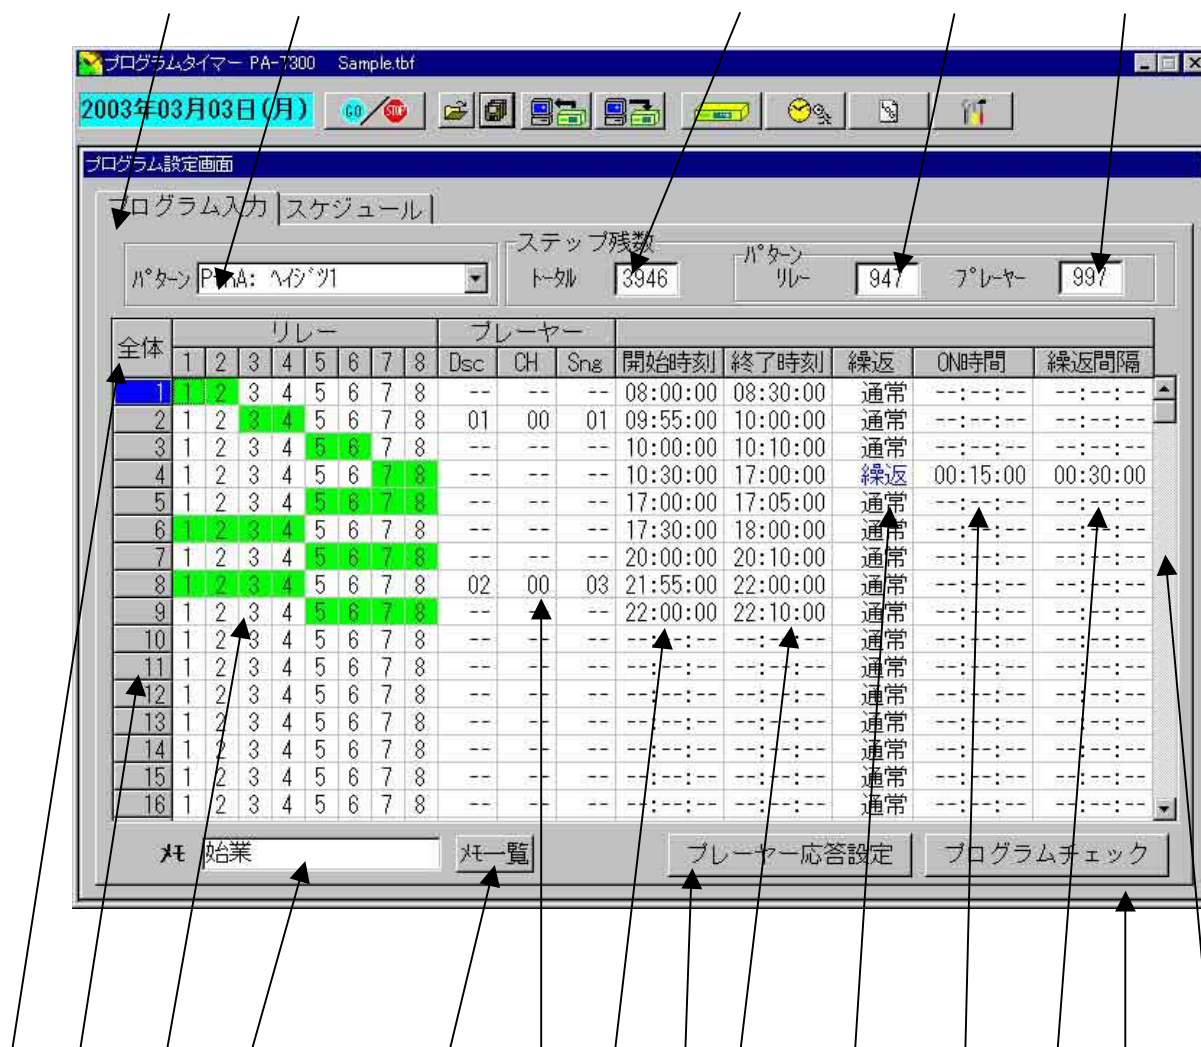 プログラムタイマー PA-7300 Sample.tbf
2003年03月03日(月) GO/STOP
プログラム設定画面
プログラム入力 スケジュール
ステップ残数
パターン
パターン ﾍｲｼﾞﾂ1 ﾄｰﾀﾙ 3946 ﾘﾚｰ 947 ﾌﾟﾚｰﾔｰ 997
全体 リレー プレーヤー
1 2 3 4 5 6 7 8 Dsc CH Sng 開始時刻 終了時刻 繰返 ON時間 繰返間隔
1 1 2 3 4 5 6 7 8 -- -- -- 08:00:00 08:30:00 通常 --:--:-- --:--:--
2 1 2 3 4 5 6 7 8 01 00 01 09:55:00 10:00:00 通常 --:--:-- --:--:--
3 1 2 3 4 5 6 7 8 -- -- -- 10:00:00 10:10:00 通常 --:--:-- --:--:--
4 1 2 3 4 5 6 7 8 -- -- -- 10:30:00 17:00:00 繰返 00:15:00 00:30:00
5 1 2 3 4 5 6 7 8 -- -- -- 17:00:00 17:05:00 通常 --:--:-- --:--:--
6 1 2 3 4 5 6 7 8 -- -- -- 17:30:00 18:00:00 通常 --:--:-- --:--:--
7 1 2 3 4 5 6 7 8 -- -- -- 20:00:00 20:10:00 通常 --:--:-- --:--:--
8 1 2 3 4 5 6 7 8 02 00 03 21:55:00 22:00:00 通常 --:--:-- --:--:--
9 1 2 3 4 5 6 7 8 -- -- -- 22:00:00 22:10:00 通常 --:--:-- --:--:--
10 1 2 3 4 5 6 7 8 -- -- -- --:--:-- --:--:-- 通常 --:--:-- --:--:--
11 1 2 3 4 5 6 7 8 -- -- -- --:--:-- --:--:-- 通常 --:--:-- --:--:--
12 1 2 3 4 5 6 7 8 -- -- -- --:--:-- --:--:-- 通常 --:--:-- --:--:--
13 1 2 3 4 5 6 7 8 -- -- -- --:--:-- --:--:-- 通常 --:--:-- --:--:--
14 1 2 3 4 5 6 7 8 -- -- -- --:--:-- --:--:-- 通常 --:--:-- --:--:--
15 1 2 3 4 5 6 7 8 -- -- -- --:--:-- --:--:-- 通常 --:--:-- --:--:--
16 1 2 3 4 5 6 7 8 -- -- -- --:--:-- --:--:-- 通常 --:--:-- --:--:--
ﾒﾓ 始業 ﾒﾓ一覧 プレーヤー応答設定 プログラムチェック